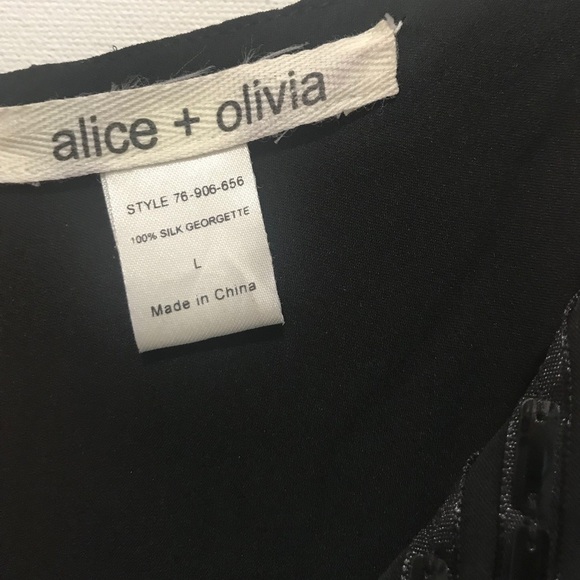 alice + olivia
STYLE 76-906-656
100% SILK GEORGETTE
L
Made in China